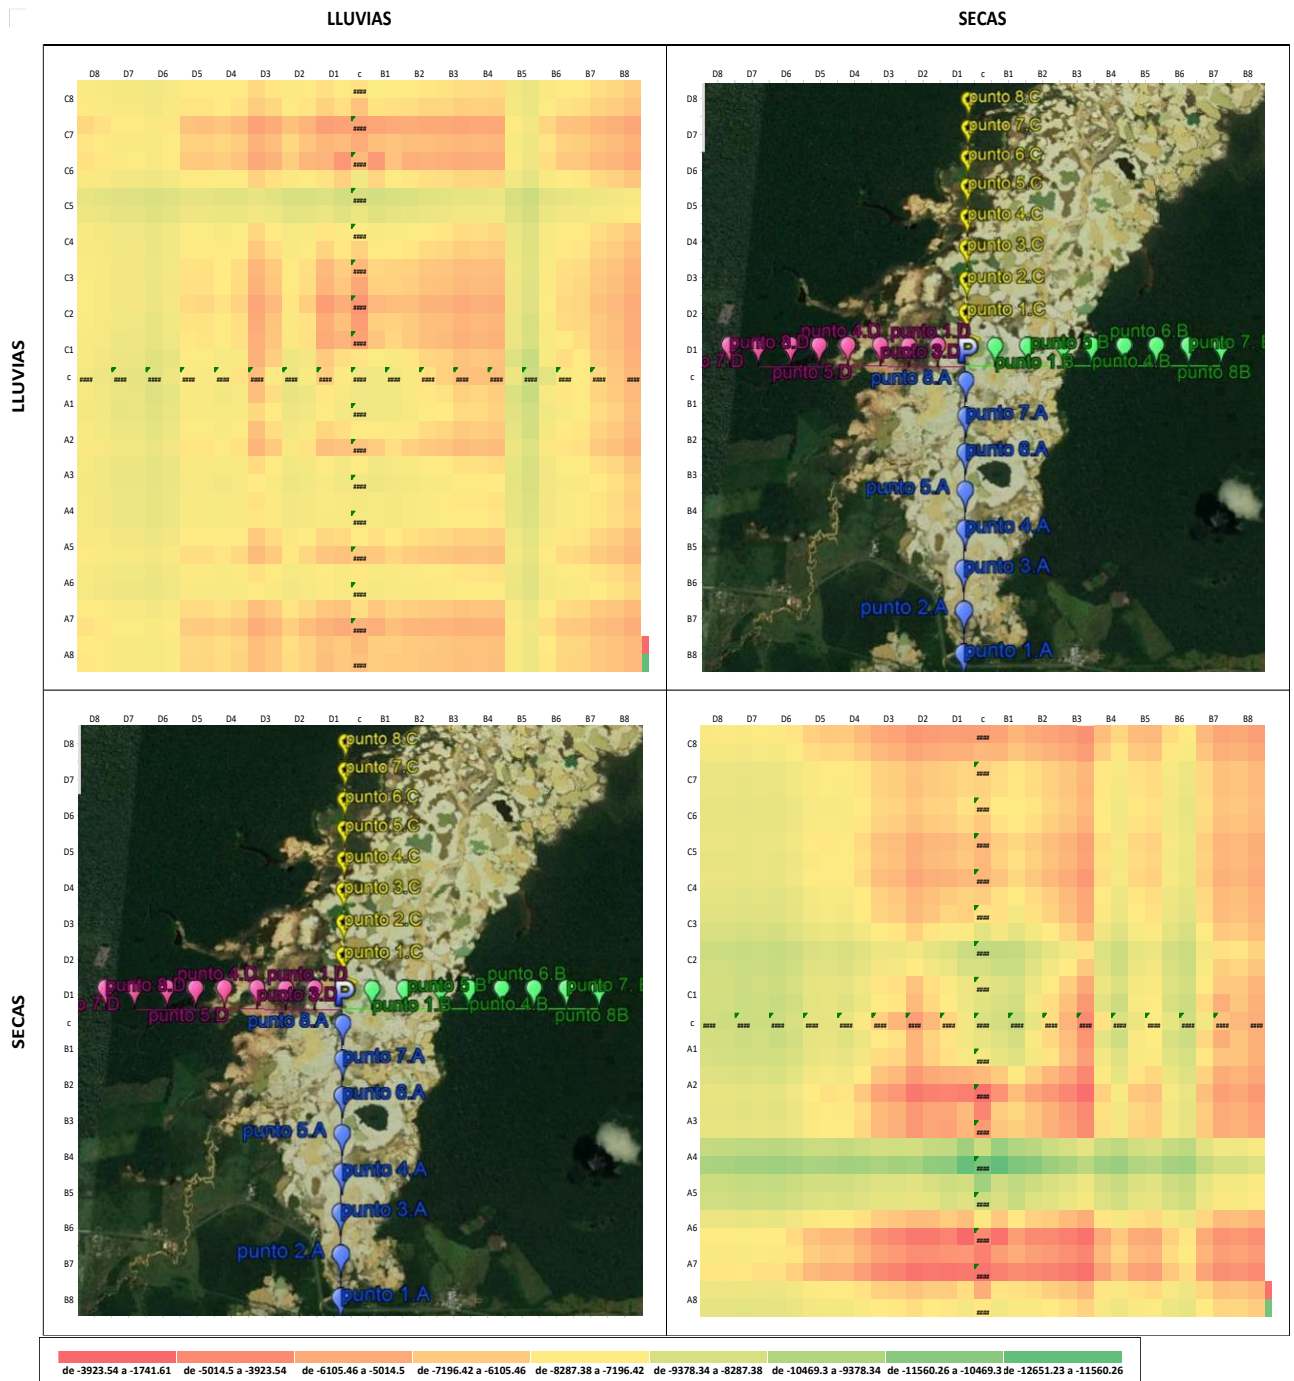 LLUVIAS SECAS
D8 D7 D6 D5 D4 D3 D2 D1 c B1 B2 B3 B4 B5 B6 B7 B8
C8 ####
C7 ####
C6 ####
C5 ####
C4 ####
C3 ####
C2 ####
C1 ####
c #### #### #### #### #### #### #### #### #### #### #### #### #### #### #### #### ####
A1 ####
A2 ####
A3 ####
A4 ####
A5 ####
A6 ####
A7 ####
A8 ####
LLUVIAS
D8 D7 D6 D5 D4 D3 D2 D1 c B1 B2 B3 B4 B5 B6 B7 B8
D8 punto 8.C
D7 punto 7.C
D6 punto 6.C
D5 punto 5.C
D4 punto 4.C
D3 punto 3.C
D2 punto 2.C
punto 1.C
punto 8.D punto 4.D punto 1.D punto 5.B punto 6.B punto 7.
D1 P
7.D punto 5.D punto 3.D punto 1.B punto 4.B punto 8B
c punto 8.A
B1 punto 7.A
B2 punto 6.A
B3 punto 5.A
B4 punto 4.A
B5 punto 3.A
B6 punto 2.A
B7
B8 punto 1.A
SECAS
D8 D7 D6 D5 D4 D3 D2 D1 c B1 B2 B3 B4 B5 B6 B7 B8
D8 punto 8.C
D7 punto 7.C
D6 punto 6.C
D5 punto 5.C
punto 4.C
D4 punto 3.C
D3 punto 2.C
D2 punto 1.C
punto 8.D punto 4.D punto 1.D punto 5.B punto 6.B punto 7.
D1 P
7.D punto 5.D punto 3.D punto 1.B punto 4.B punto 8B
c punto 8.A
B1 punto 7.A
B2 punto 6.A
B3 punto 5.A
B4 punto 4.A
B5 punto 3.A
B6
B7 punto 2.A
B8 punto 1.A
D8 D7 D6 D5 D4 D3 D2 D1 c B1 B2 B3 B4 B5 B6 B7 B8
C8 ####
C7 ####
C6 ####
C5 ####
C4 ####
C3 ####
C2 ####
C1 ####
c #### #### #### #### #### #### #### #### #### #### #### #### #### #### #### #### ####
A1 ####
A2 ####
A3 ####
A4 ####
A5 ####
A6 ####
A7 ####
A8 ####
de -3923.54 a -1741.61 de -5014.5 a -3923.54 de -6105.46 a -5014.5 de -7196.42 a -6105.46 de -8287.38 a -7196.42 de -9378.34 a -8287.38 de -10469.3 a -9378.34 de -11560.26 a -10469.3 de -12651.23 a -11560.26